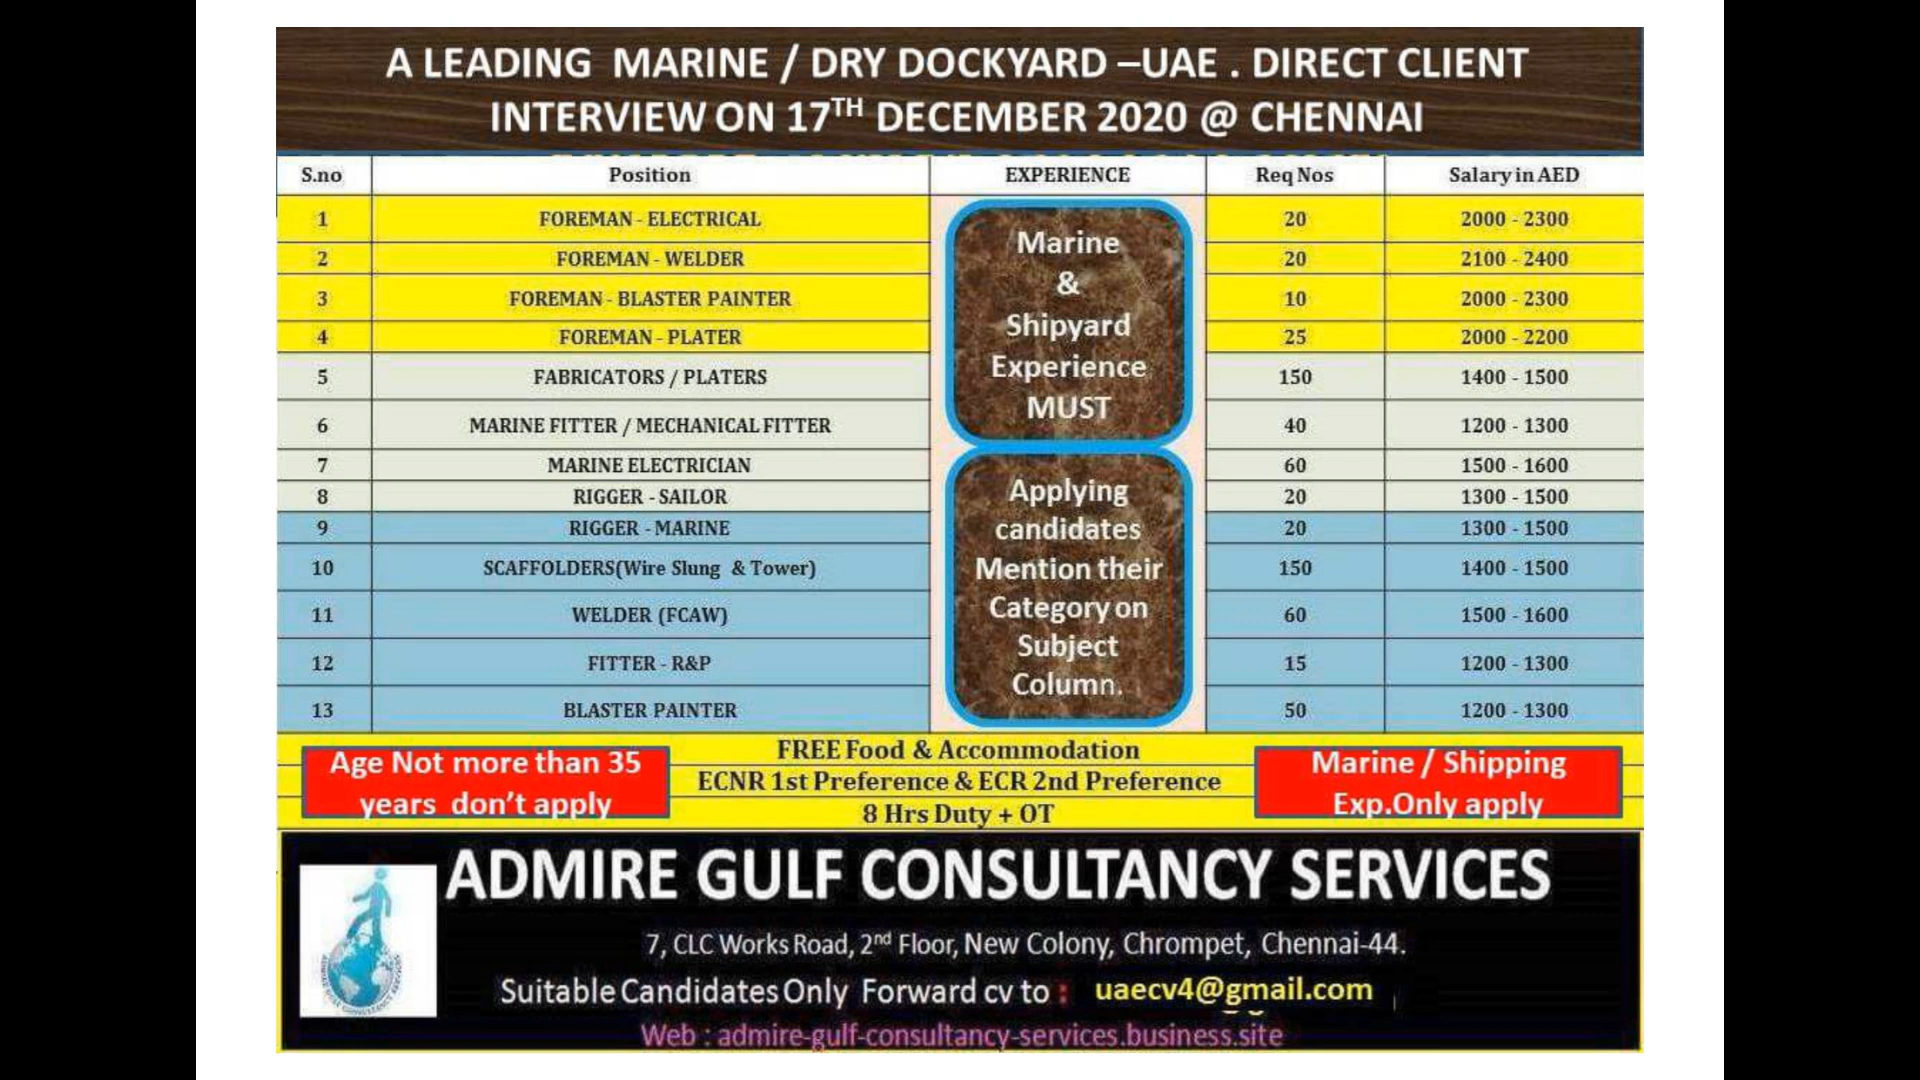 A LEADING MARINE / DRY DOCKYARD –UAE . DIRECT CLIENT
INTERVIEW ON 17TH DECEMBER 2020 @ CHENNAI
S.no Position EXPERIENCE Req Nos Salary in AED
1 FOREMAN - ELECTRICAL 20 2000 - 2300
2 FOREMAN - WELDER 20 2100 - 2400
3 FOREMAN - BLASTER PAINTER 10 2000 - 2300
4 FOREMAN - PLATER 25 2000 - 2200
5 FABRICATORS / PLATERS 150 1400 - 1500
6 MARINE FITTER / MECHANICAL FITTER 40 1200 - 1300
7 MARINE ELECTRICIAN 60 1500 - 1600
8 RIGGER - SAILOR 20 1300 - 1500
9 RIGGER - MARINE 20 1300 - 1500
10 SCAFFOLDERS(Wire Slung & Tower) 150 1400 - 1500
11 WELDER (FCAW) 60 1500 - 1600
12 FITTER - R&P 15 1200 - 1300
13 BLASTER PAINTER 50 1200 - 1300
Marine
&
Shipyard
Experience
MUST
Applying
candidates
Mention their
Category on
Subject
Column.
Age Not more than 35
years don't apply
FREE Food & Accommodation
ECNR 1st Preference & ECR 2nd Preference
8 Hrs Duty + OT
Marine / Shipping
Exp.Only apply
ADMIRE GULF CONSULTANCY SERVICES
7, CLC Works Road, 2nd Floor, New Colony, Chrompet, Chennai-44.
Suitable Candidates Only Forward cv to : uaecv4@gmail.com
Web : admire-gulf-consultancy-services.business.site
ADMIRE GULF CONSULTANCY SERVICES